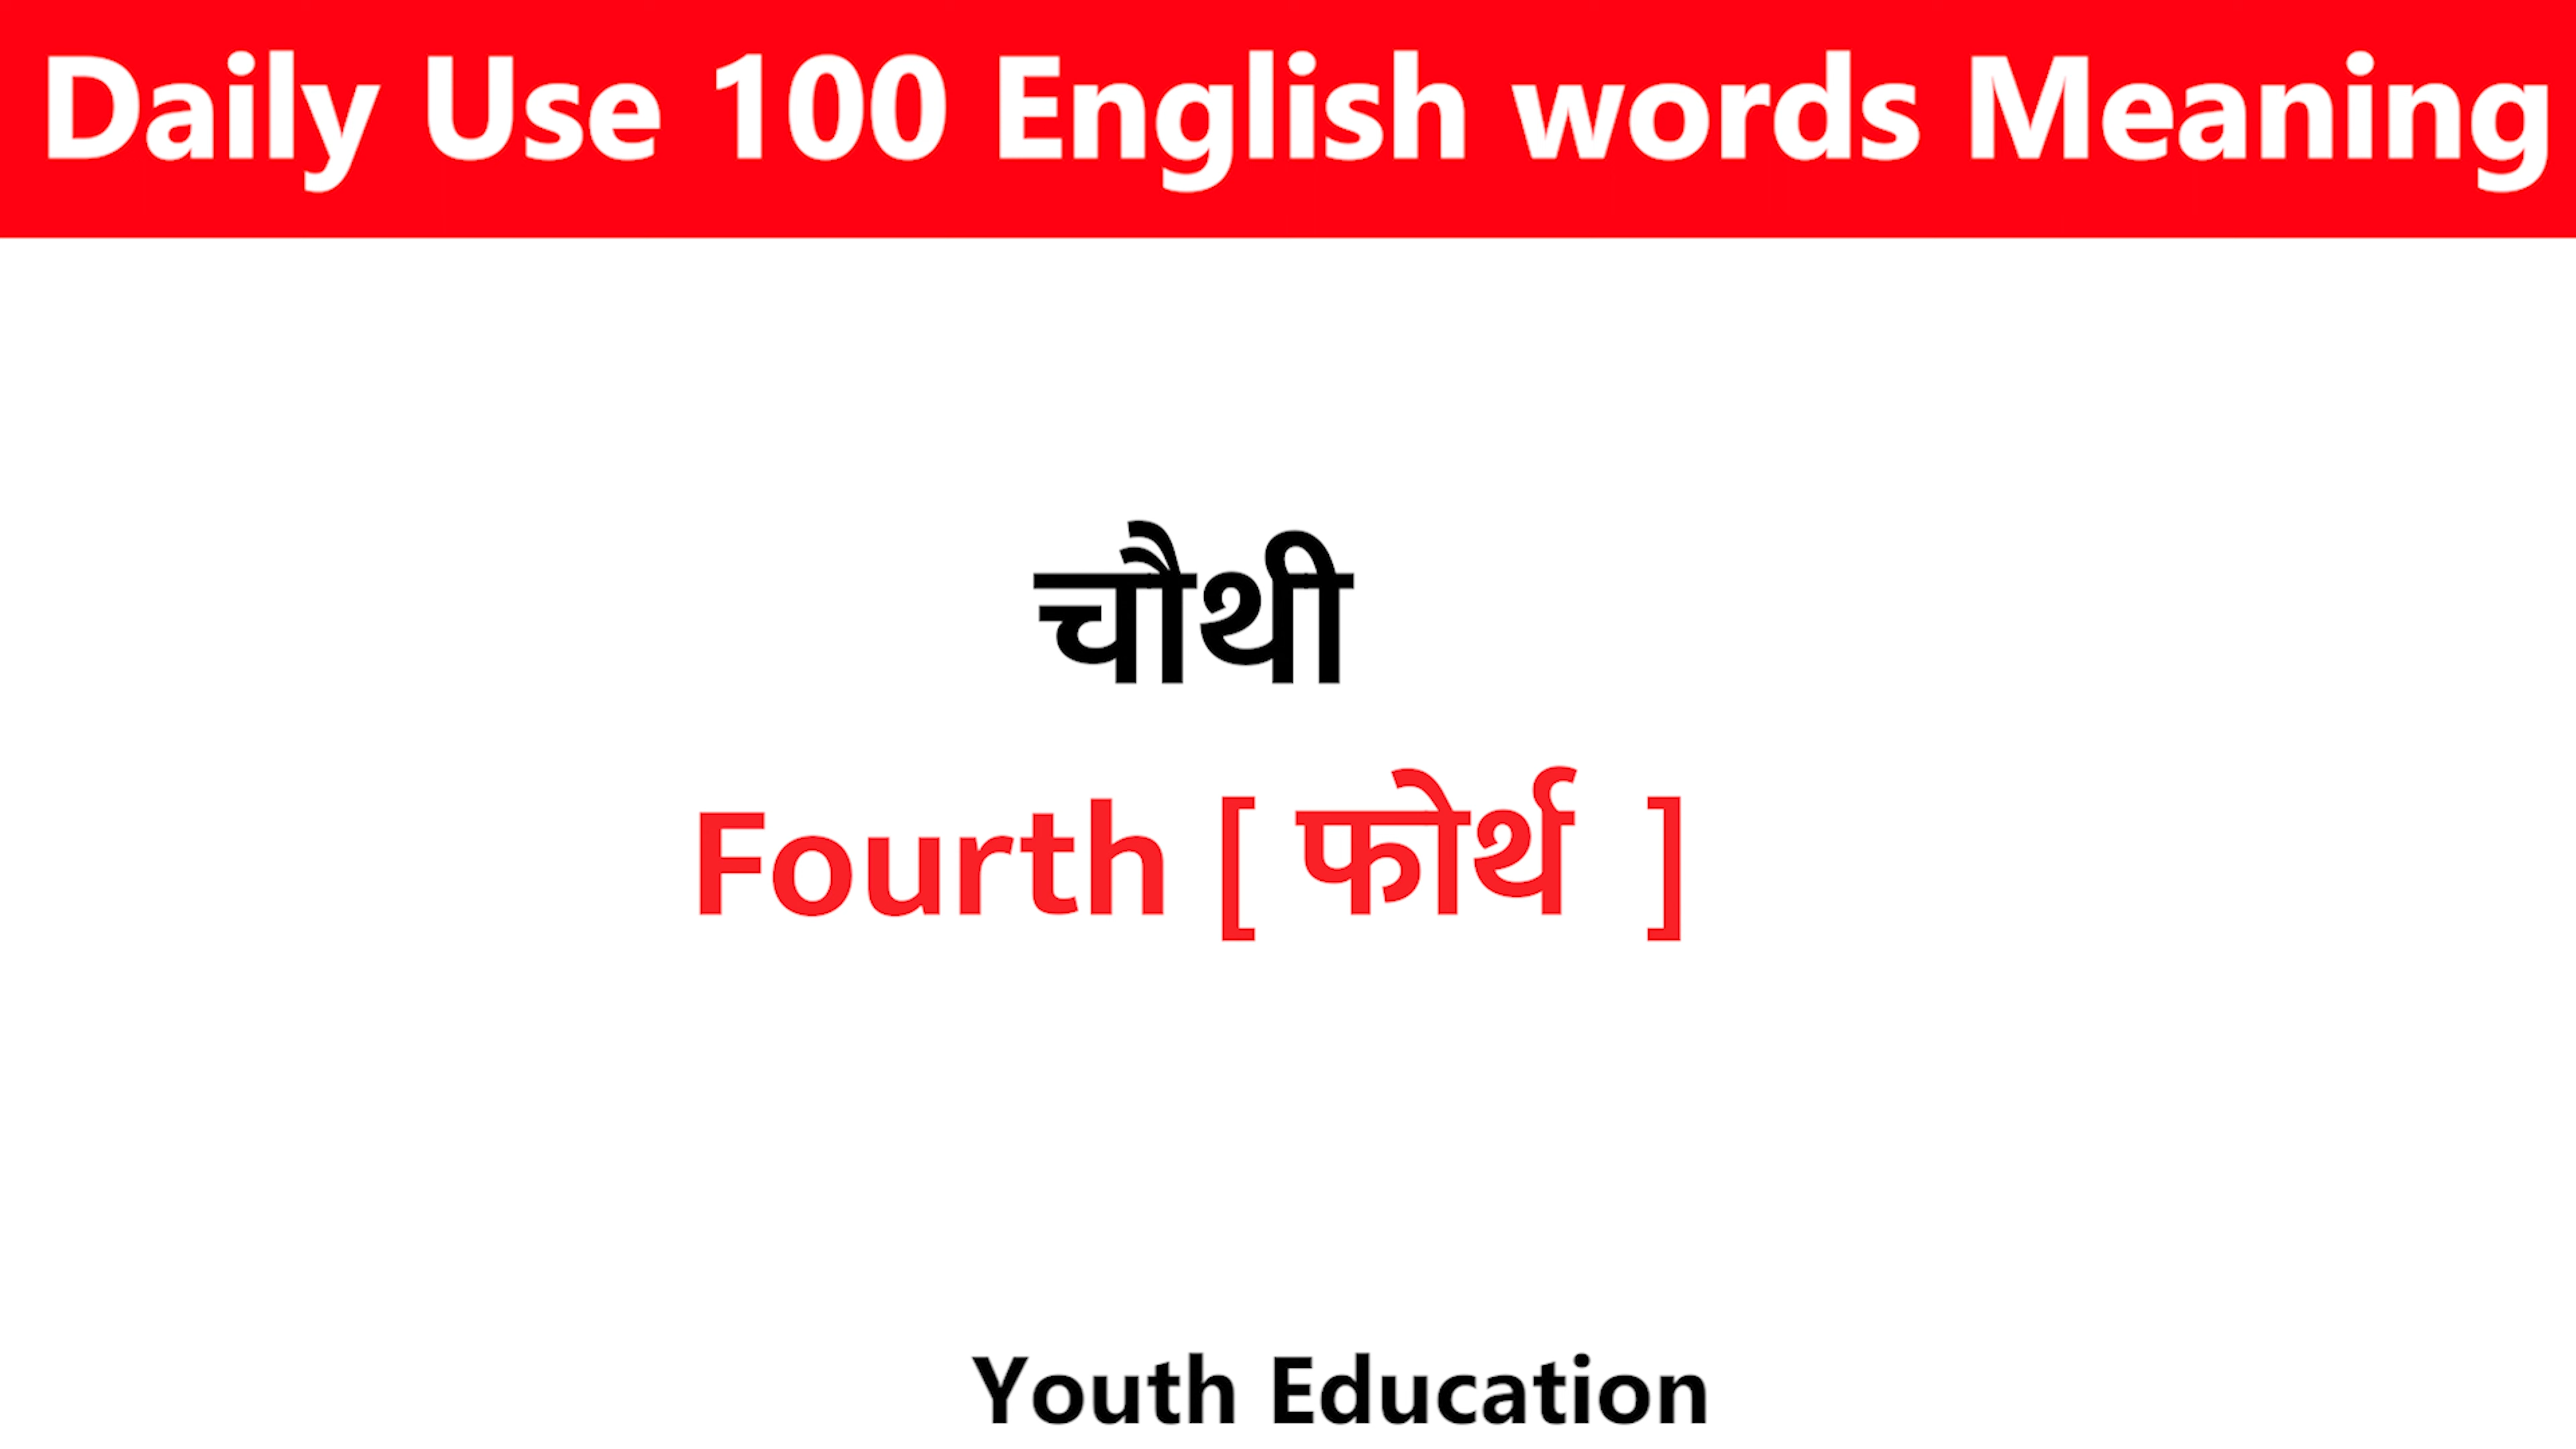 Daily Use 100 English words Meaning
चौथी
Fourth [ फोर्थ ]
Youth Education